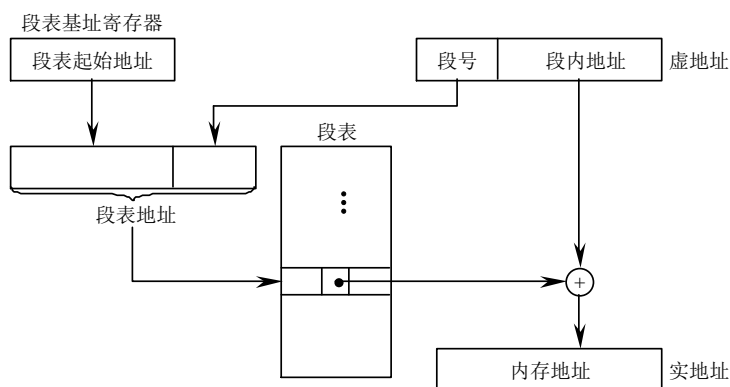 段表基址寄存器
段表起始地址
段号 段内地址 虚地址
段表
段表地址
+
内存地址 实地址